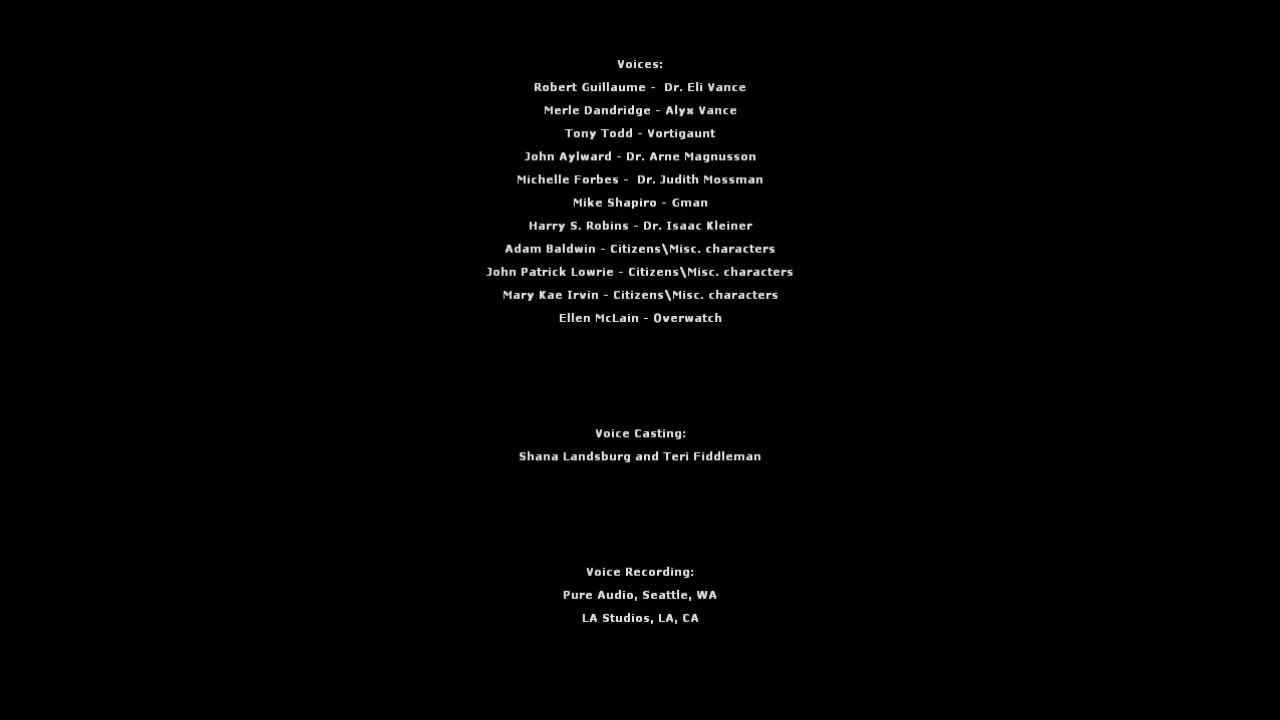 Voices:
Robert Guillaume -  Dr. Eli Vance
Merle Dandridge - Alyx Vance
Tony Todd - Vortigaunt
John Aylward - Dr. Arne Magnusson
Michelle Forbes -  Dr. Judith Mossman
Mike Shapiro - Gman
Harry S. Robins - Dr. Isaac Kleiner
Adam Baldwin - Citizens\Misc. characters
John Patrick Lowrie - Citizens\Misc. characters
Mary Kae Irvin - Citizens\Misc. characters
Ellen McLain - Overwatch
Voice Casting:
Shana Landsburg and Teri Fiddleman
Voice Recording:
Pure Audio, Seattle, WA
LA Studios, LA, CA